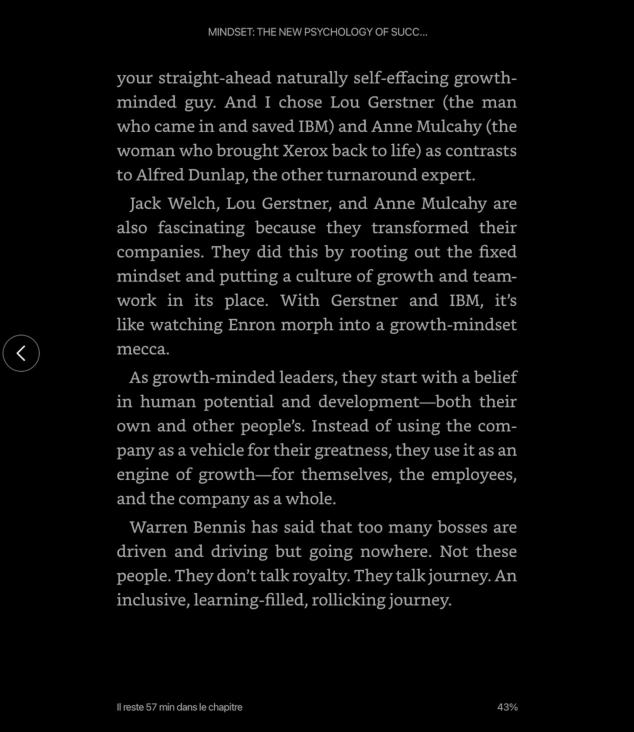 MINDSET: THE NEW PSYCHOLOGY OF SUCC...
your straight-ahead naturally self-effacing growth-
minded guy. And I chose Lou Gerstner (the man
who came in and saved IBM) and Anne Mulcahy (the
woman who brought Xerox back to life) as contrasts
to Alfred Dunlap, the other turnaround expert.
Jack Welch, Lou Gerstner, and Anne Mulcahy are
also fascinating because they transformed their
companies. They did this by rooting out the fixed
mindset and putting a culture of growth and team-
work in its place. With Gerstner and IBM, it’s
like watching Enron morph into a growth-mindset
mecca.
As growth-minded leaders, they start with a belief
in human potential and development—both their
own and other people’s. Instead of using the com-
pany as a vehicle for their greatness, they use it as an
engine of growth—for themselves, the employees,
and the company as a whole.
Warren Bennis has said that too many bosses are
driven and driving but going nowhere. Not these
people. They don’t talk royalty. They talk journey. An
inclusive, learning-filled, rollicking journey.
Il reste 57 min dans le chapitre
43%